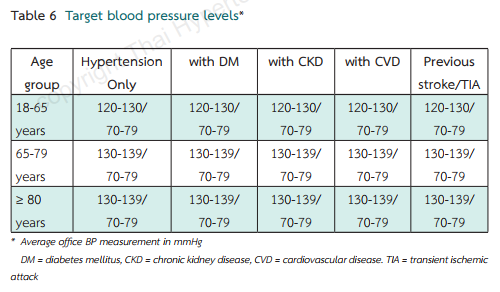 Table 6 Target blood pressure levels*
Age group | Hypertension Only | with DM | with CKD | with CVD | Previous stroke/TIA
18-65 years | 120-130/ 70-79 | 120-130/ 70-79 | 120-130/ 70-79 | 120-130/ 70-79 | 120-130/ 70-79
65-79 years | 130-139/ 70-79 | 130-139/ 70-79 | 130-139/ 70-79 | 130-139/ 70-79 | 130-139/ 70-79
≥ 80 years | 130-139/ 70-79 | 130-139/ 70-79 | 130-139/ 70-79 | 130-139/ 70-79 | 130-139/ 70-79
* Average office BP measurement in mmHg
DM = diabetes mellitus, CKD = chronic kidney disease, CVD = cardiovascular disease. TIA = transient ischemic
attack
copyright Thai